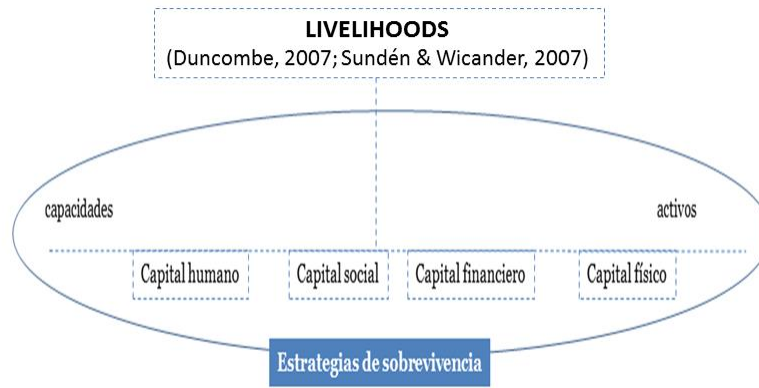 LIVELIHOODS
(Duncombe, 2007; Sundén & Wicander, 2007)
capacidades
activos
Capital humano
Capital social
Capital financiero
Capital físico
Estrategias de sobrevivencia